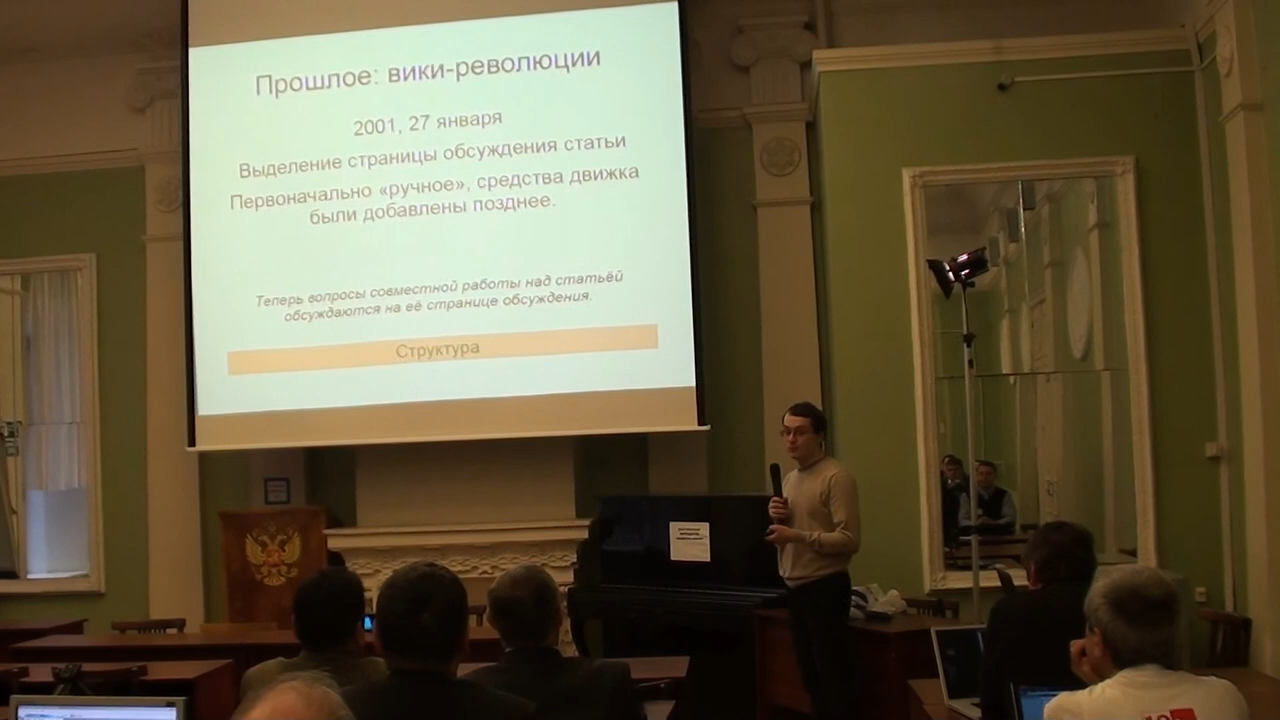 Прошлое: вики-революции
2001, 27 января
Выделение страницы обсуждения статьи
Первоначально «ручное», средства движка
были добавлены позднее.
Теперь вопросы совместной работы над статьёй
обсуждаются на её странице обсуждения.
Структура